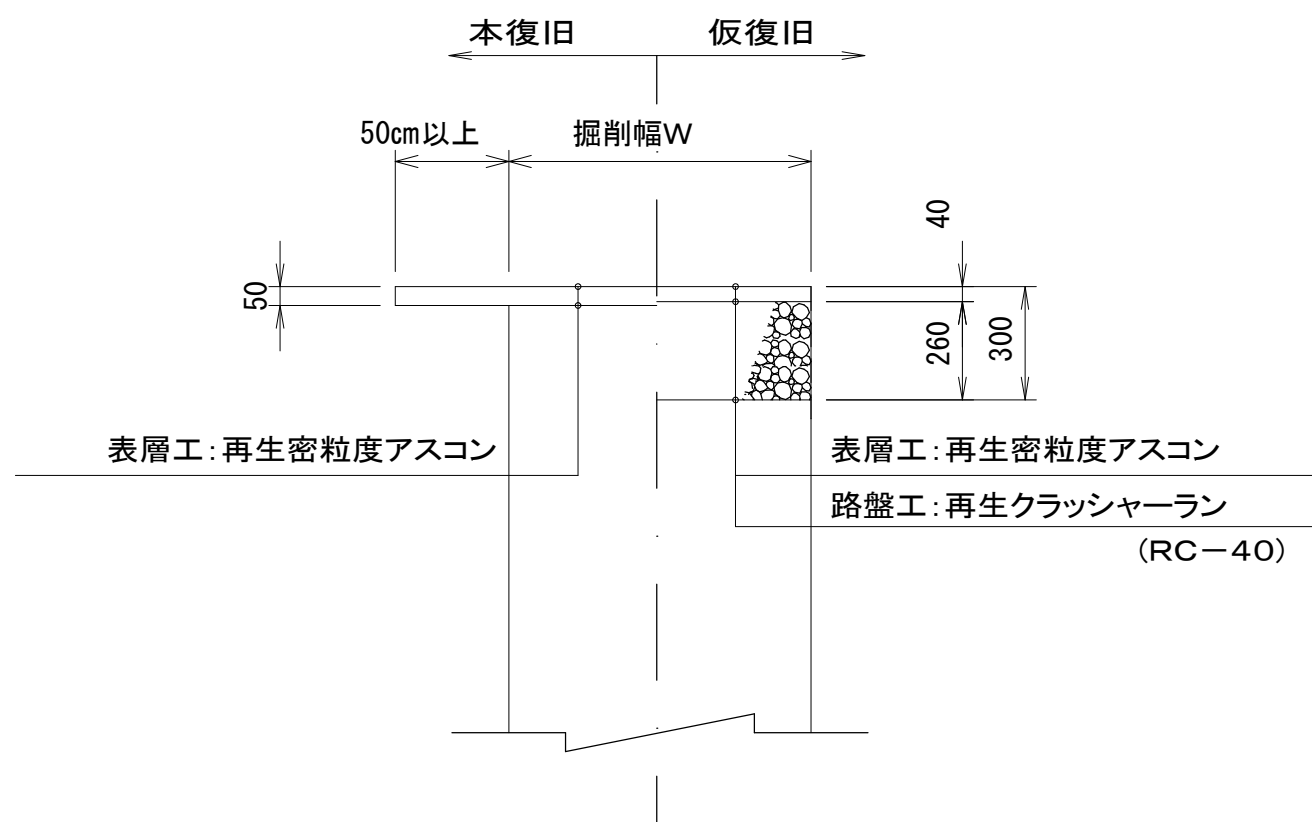 本復旧 仮復旧
50cm以上 掘削幅W
40
50
260
300
表層工：再生密粒度アスコン 表層工：再生密粒度アスコン
路盤工：再生クラッシャーラン
(RC－40)